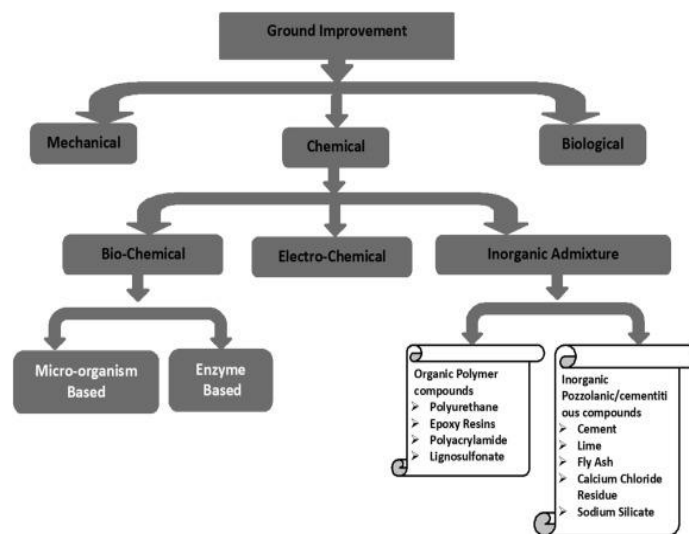 Ground Improvement
Mechanical
Chemical
Biological
Bio-Chemical
Electro-Chemical
Inorganic Admixture
Micro-organism
Based
Enzyme
Based
Organic Polymer
compounds
Polyurethane
Epoxy Resins
Polyacrylamide
Lignosulfonate
Inorganic
Pozzolanic/cementiti
ous compounds
Cement
Lime
Fly Ash
Calcium Chloride
Residue
Sodium Silicate